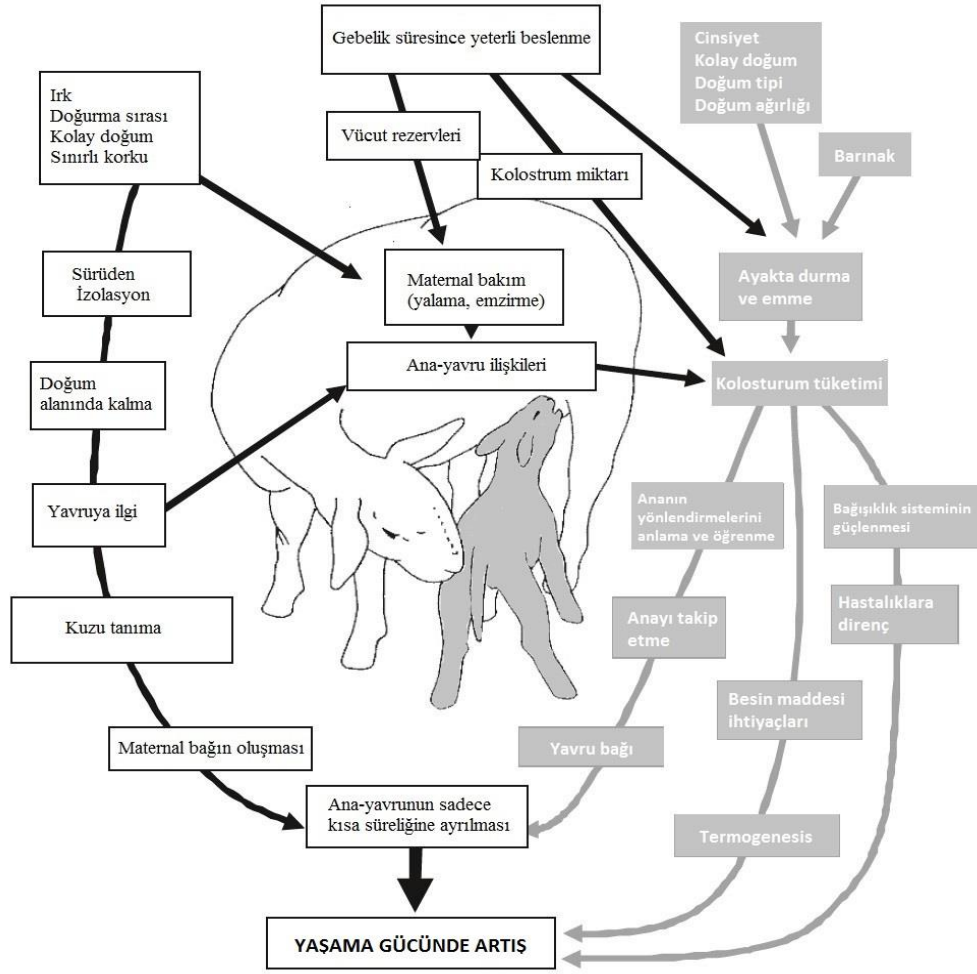 Gebelik süresince yeterli beslenme
Cinsiyet
Kolay doğum
Doğum tipi
Doğum ağırlığı
Irk
Doğurma sırası
Kolay doğum
Sınırlı korku
Vücut rezervleri
Kolostrum miktarı
Barınak
Sürüden
İzolasyon
Maternal bakım
(yalama, emzirme)
Ayakta durma
ve emme
Ana-yavru ilişkileri
Kolosturum tüketimi
Doğum
alanında kalma
Yavruya ilgi
Ananın
yönlendirmelerini
anlama ve öğrenme
Bağışıklık sisteminin
güçlenmesi
Kuzu tanıma
Anayı takip
etme
Hastalıklara
direnç
Besin maddesi
ihtiyaçları
Maternal bağın oluşması
Yavru bağı
Ana-yavrunun sadece
kısa süreliğine ayrılması
Termogenesis
YAŞAMA GÜCÜNDE ARTIŞ